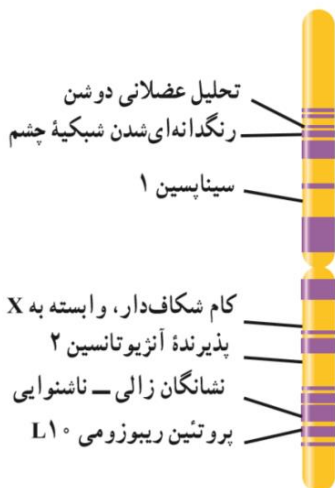 تحلیل عضلانی دوشن
رنگدانه‌ای‌شدن شبکیهٔ چشم
سیناپسین ۱
کام شکاف‌دار، وابسته به X
پذیرندهٔ آنژیوتانسین ۲
نشانگان زالی ــ ناشنوایی
پروتئین ریبوزومی L۱۰